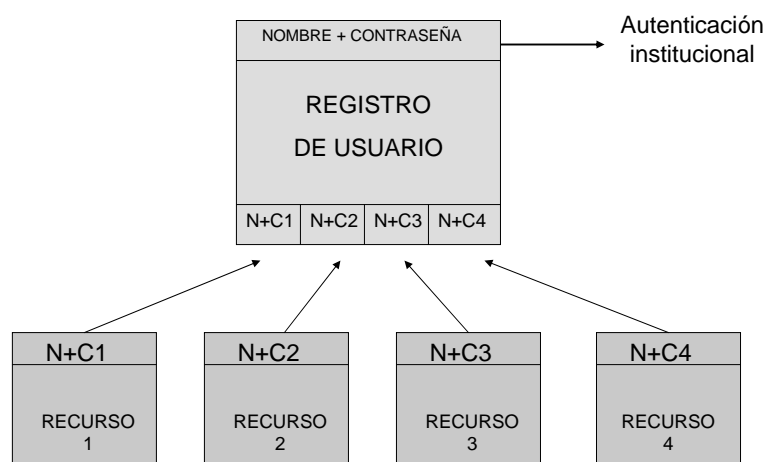 NOMBRE + CONTRASEÑA
Autenticación
institucional
REGISTRO
DE USUARIO
N+C1 N+C2 N+C3 N+C4
N+C1 N+C2 N+C3 N+C4
RECURSO RECURSO RECURSO RECURSO
1 2 3 4